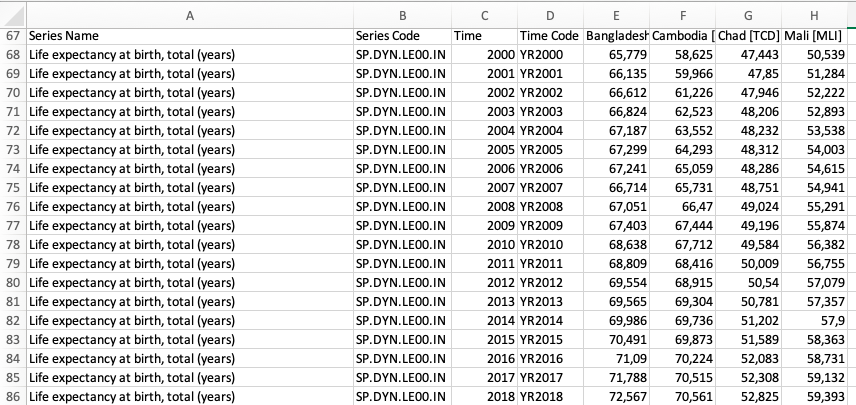 A B C D E F G H
67 Series Name Series Code Time Time Code Bangladesh Cambodia [ Chad [TCD] Mali [MLI]
68 Life expectancy at birth, total (years) SP.DYN.LE00.IN 2000 YR2000 65,779 58,625 47,443 50,539
69 Life expectancy at birth, total (years) SP.DYN.LE00.IN 2001 YR2001 66,135 59,966 47,85 51,284
70 Life expectancy at birth, total (years) SP.DYN.LE00.IN 2002 YR2002 66,612 61,226 47,946 52,222
71 Life expectancy at birth, total (years) SP.DYN.LE00.IN 2003 YR2003 66,824 62,523 48,206 52,893
72 Life expectancy at birth, total (years) SP.DYN.LE00.IN 2004 YR2004 67,187 63,552 48,232 53,538
73 Life expectancy at birth, total (years) SP.DYN.LE00.IN 2005 YR2005 67,299 64,293 48,312 54,003
74 Life expectancy at birth, total (years) SP.DYN.LE00.IN 2006 YR2006 67,241 65,059 48,286 54,615
75 Life expectancy at birth, total (years) SP.DYN.LE00.IN 2007 YR2007 66,714 65,731 48,751 54,941
76 Life expectancy at birth, total (years) SP.DYN.LE00.IN 2008 YR2008 67,051 66,47 49,024 55,291
77 Life expectancy at birth, total (years) SP.DYN.LE00.IN 2009 YR2009 67,403 67,444 49,196 55,874
78 Life expectancy at birth, total (years) SP.DYN.LE00.IN 2010 YR2010 68,638 67,712 49,584 56,382
79 Life expectancy at birth, total (years) SP.DYN.LE00.IN 2011 YR2011 68,809 68,416 50,009 56,755
80 Life expectancy at birth, total (years) SP.DYN.LE00.IN 2012 YR2012 69,554 68,915 50,54 57,079
81 Life expectancy at birth, total (years) SP.DYN.LE00.IN 2013 YR2013 69,565 69,304 50,781 57,357
82 Life expectancy at birth, total (years) SP.DYN.LE00.IN 2014 YR2014 69,986 69,736 51,202 57,9
83 Life expectancy at birth, total (years) SP.DYN.LE00.IN 2015 YR2015 70,491 69,873 51,589 58,363
84 Life expectancy at birth, total (years) SP.DYN.LE00.IN 2016 YR2016 71,09 70,224 52,083 58,731
85 Life expectancy at birth, total (years) SP.DYN.LE00.IN 2017 YR2017 71,788 70,515 52,308 59,132
86 Life expectancy at birth, total (years) SP.DYN.LE00.IN 2018 YR2018 72,567 70,561 52,825 59,393